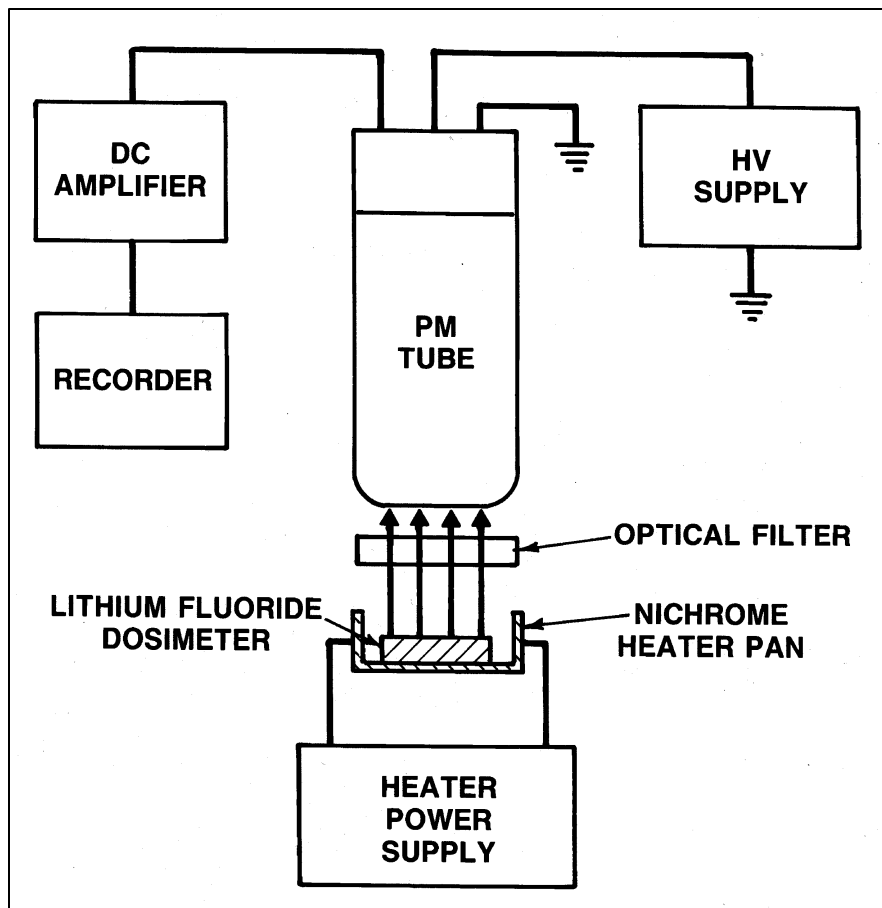 DC
AMPLIFIER
HV
SUPPLY
PM
TUBE
RECORDER
OPTICAL FILTER
LITHIUM FLUORIDE
DOSIMETER
NICHROME
HEATER PAN
HEATER
POWER
SUPPLY